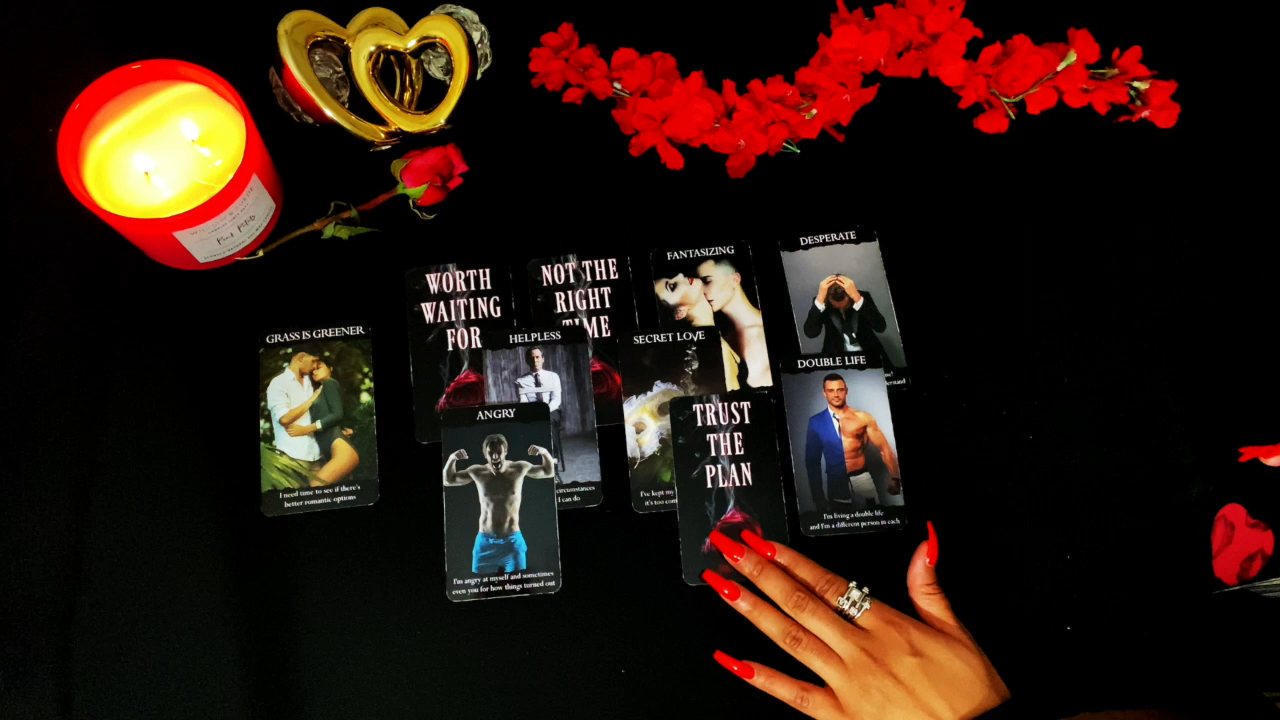 WORTH
WAITING
FOR
NOT THE
RIGHT
TIME
FANTASIZING
DESPERATE
GRASS IS GREENER
I need time to see if there's
better romantic options
HELPLESS
circumstances
I can do
SECRET LOVE
I've kept my
it's too com
DOUBLE LIFE
I'm living a double life
and I'm a different person in each
ANGRY
I'm angry at myself and sometimes
even you for how things turned out
TRUST
THE
PLAN